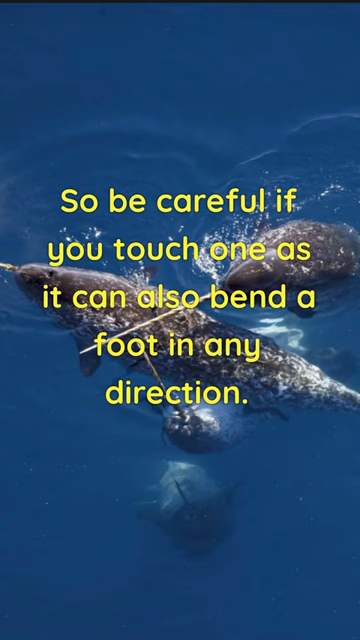 So be careful if
you touch one as
it can also bend a
foot in any
direction.